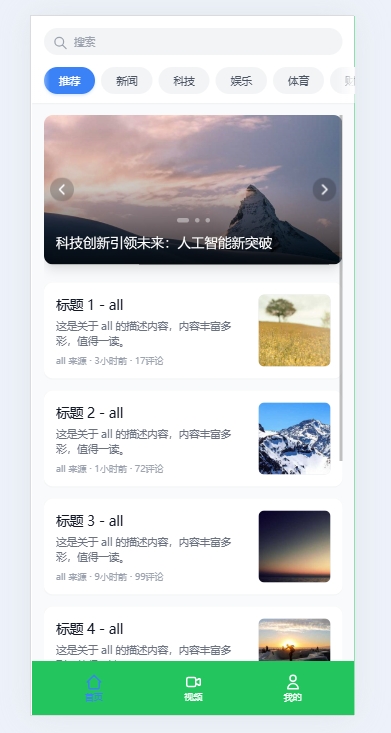 搜索
推荐 新闻 科技 娱乐 体育
科技创新引领未来：人工智能新突破
标题 1 - all
这是关于 all 的描述内容，内容丰富多
彩，值得一读。
all 来源 · 3小时前 · 17评论
标题 2 - all
这是关于 all 的描述内容，内容丰富多
彩，值得一读。
all 来源 · 1小时前 · 72评论
标题 3 - all
这是关于 all 的描述内容，内容丰富多
彩，值得一读。
all 来源 · 9小时前 · 99评论
标题 4 - all
这是关于 all 的描述内容，内容丰富多
首页 视频 我的